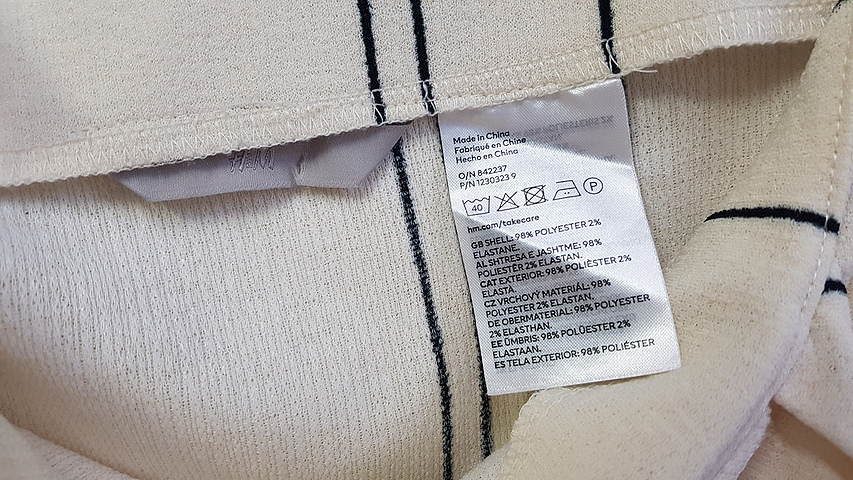 H&M
Made in China
Fabriqué en Chine
Hecho en China
O/N 842237
P/N 1230323 9
40 P
hm.com/takecare
GB SHELL: 98% POLYESTER 2%
ELASTANE.
AL SHTRESA E JASHTME: 98%
POLIESTËR 2% ELASTAN.
CAT EXTERIOR: 98% POLIÈSTER 2%
ELASTÀ.
CZ VRCHOVÝ MATERIÁL: 98%
POLYESTER 2% ELASTAN.
DE OBERMATERIAL: 98% POLYESTER
2% ELASTHAN.
EE ÜMBRIS: 98% POLÜESTER 2%
ELASTAAN.
ES TELA EXTERIOR: 98% POLIÉSTER